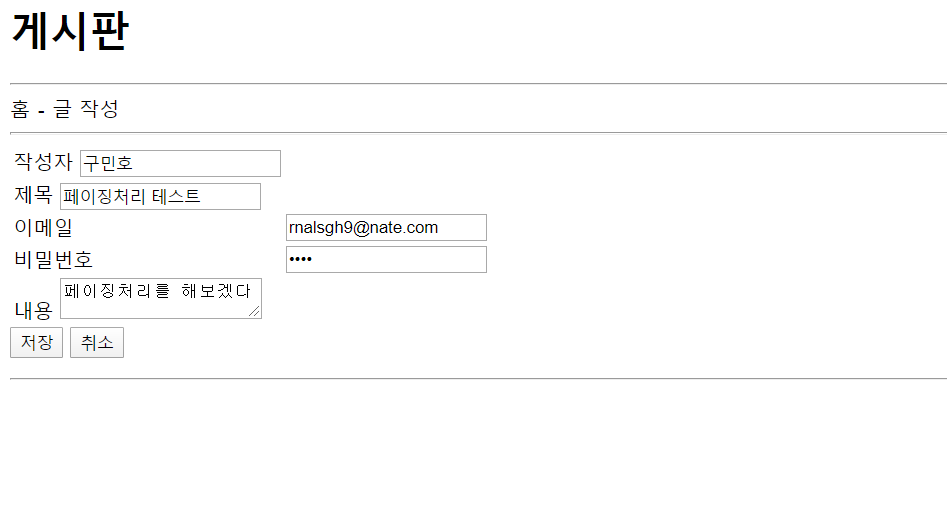 게시판
홈 - 글 작성
작성자 구민호
제목 페이징처리 테스트
이메일 rnalsgh9@nate.com
비밀번호 ••••
내용 페이징처리를 해보겠다
저장 취소